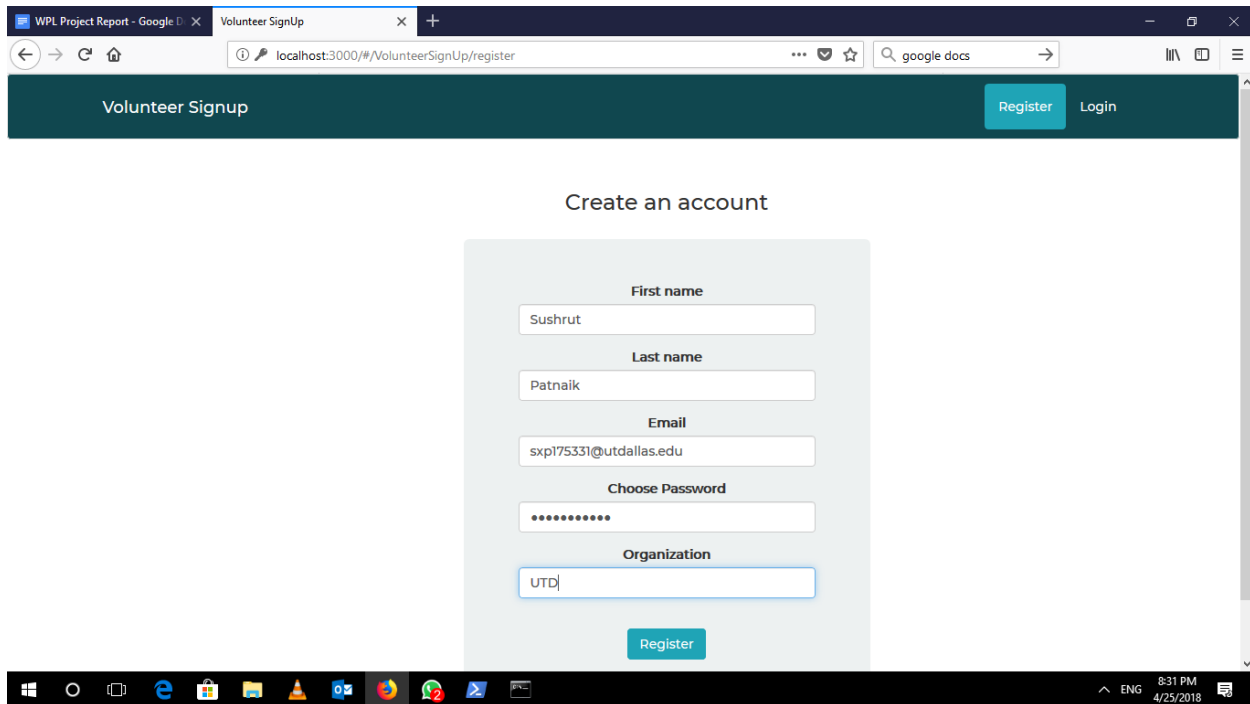 WPL Project Report - Google D
Volunteer SignUp
localhost:3000/#/VolunteerSignUp/register
google docs
Volunteer Signup
Register
Login
Create an account
First name
Sushrut
Last name
Patnaik
Email
sxp175331@utdallas.edu
Choose Password
•••••••••••
Organization
UTD
Register
2
ENG
8:31 PM
4/25/2018